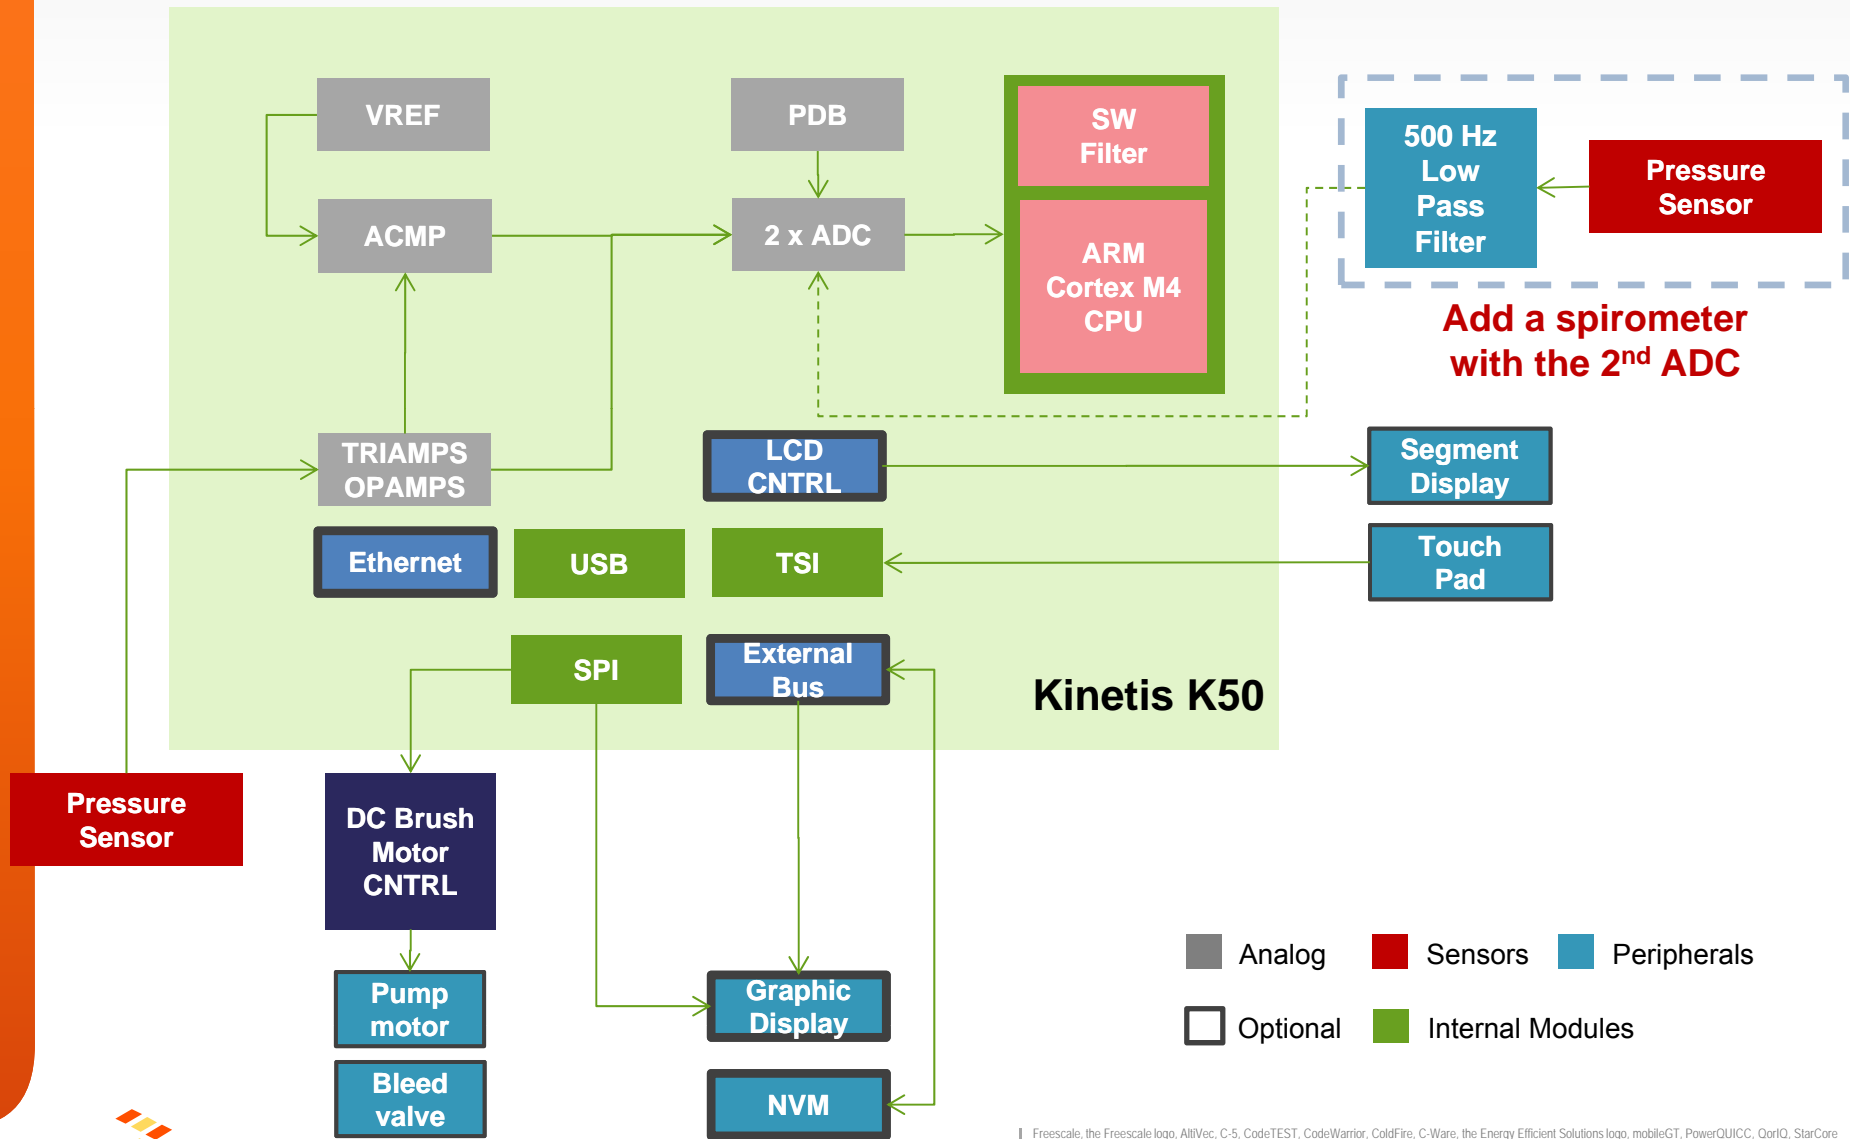 VREF
PDB
SW
Filter
500 Hz
Low
Pass
Filter
Pressure
Sensor
ACMP
2 x ADC
ARM
Cortex M4
CPU
Add a spirometer
with the 2nd ADC
TRIAMPS
OPAMPS
LCD
CNTRL
Segment
Display
Ethernet
USB
TSI
Touch
Pad
SPI
External
Bus
Kinetis K50
Pressure
Sensor
DC Brush
Motor
CNTRL
Analog
Sensors
Peripherals
Pump
motor
Graphic
Display
Optional
Internal Modules
Bleed
valve
NVM
Freescale, the Freescale logo, AltiVec, C-5, CodeTEST, CodeWarrior, ColdFire, C-Ware, the Energy Efficient Solutions logo, mobileGT, PowerQUICC, QorIQ, StarCore